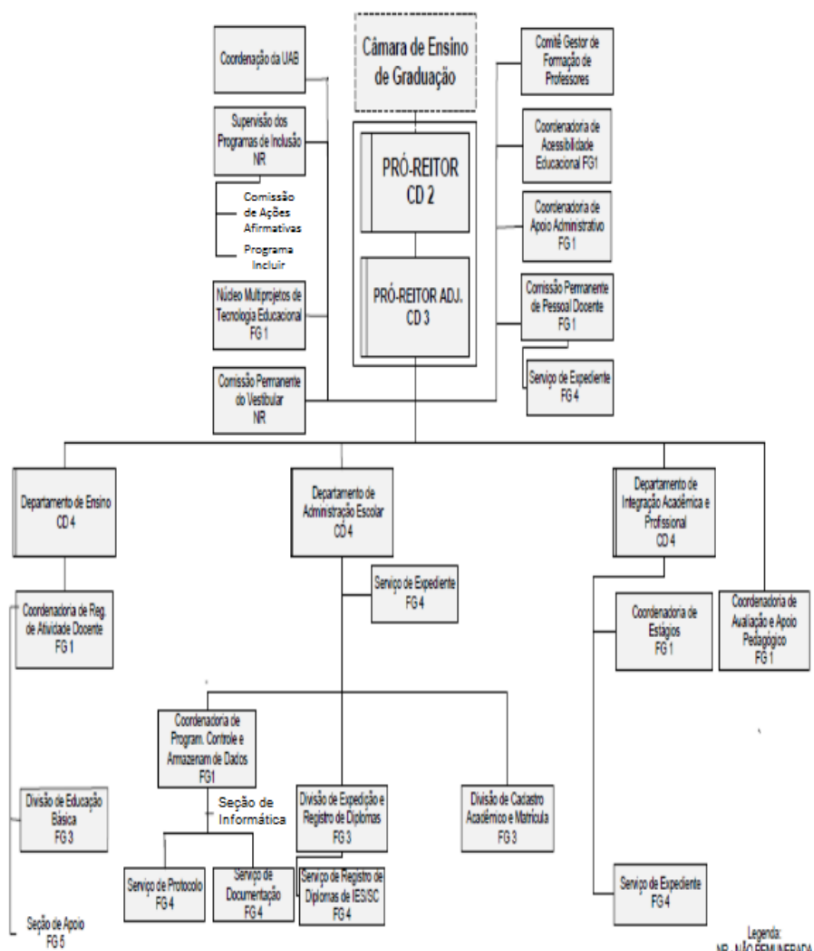 Câmara de Ensino
de Graduação
Coordenação da UAB
Supervisão dos
Programas de Inclusão
NR
Comissão
de Ações
Afirmativas
Programa
Incluir
Núcleo Multiprojetos de
Tecnologia Educacional
FG 1
Comissão Permanente
do Vestibular
NR
PRÓ-REITOR
CD 2
PRÓ-REITOR ADJ.
CD 3
Comitê Gestor de
Formação de
Professores
Coordenadoria de
Acessibilidade
Educacional FG1
Coordenadoria de
Apoio Administrativo
FG 1
Comissão Permanente
de Pessoal Docente
FG 1
Serviço de Expediente
FG 4
Departamento de Ensino
CD 4
Coordenadoria de Reg.
de Atividade Docente
FG 1
Divisão de Educação
Básica
FG 3
Seção de Apoio
FG 5
Departamento de
Administração Escolar
CD 4
Serviço de Expediente
FG 4
Coordenadoria de
Program. Controle e
Armazenam de Dados
FG1
Seção de
Informática
Serviço de Protocolo
FG 4
Serviço de
Documentação
FG 4
Divisão de Expedição e
Registro de Diplomas
FG 3
Serviço de Registro de
Diplomas de IES/SC
FG 4
Divisão de Cadastro
Acadêmico e Matrícula
FG 3
Departamento de
Integração Acadêmica e
Profissional
CD 4
Coordenadoria de
Estágios
FG 1
Serviço de Expediente
FG 4
Coordenadoria de
Avaliação e Apoio
Pedagógico
FG 1
Legenda:
NR - NÃO REMUNERADA